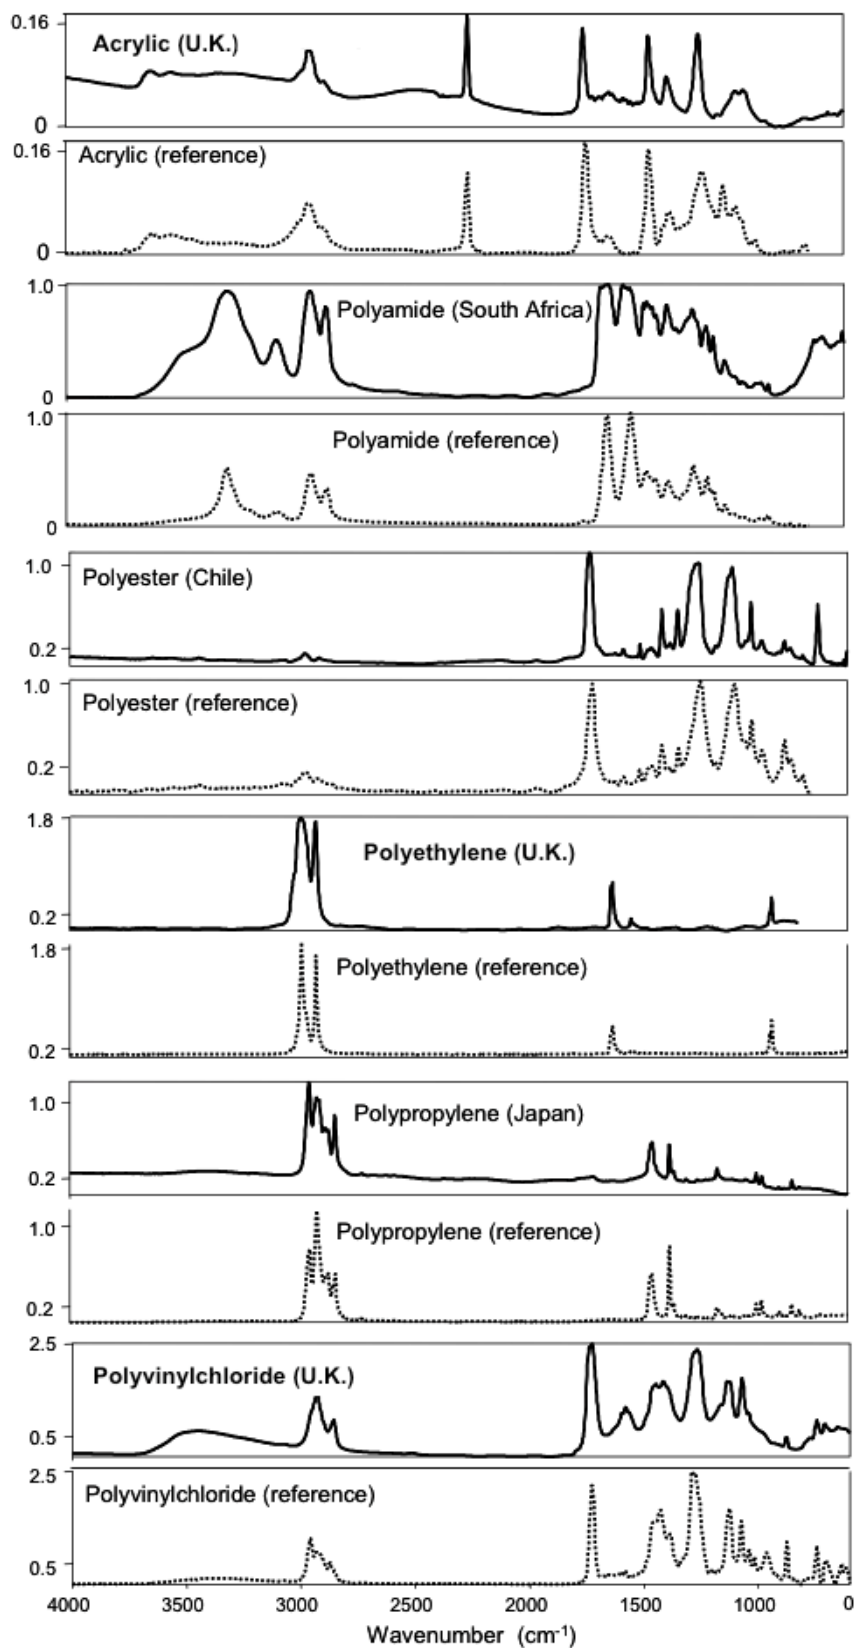 0.16
Acrylic (U.K.)
0
0.16
Acrylic (reference)
0
1.0
Polyamide (South Africa)
0
1.0
Polyamide (reference)
0
1.0
Polyester (Chile)
0.2
1.0
Polyester (reference)
0.2
1.8
Polyethylene (U.K.)
0.2
1.8
Polyethylene (reference)
0.2
1.0
Polypropylene (Japan)
0.2
1.0
Polypropylene (reference)
0.2
2.5
Polyvinylchloride (U.K.)
0.5
2.5
Polyvinylchloride (reference)
0.5
4000 3500 3000 2500 2000 1500 1000 0
Wavenumber (cm-1)